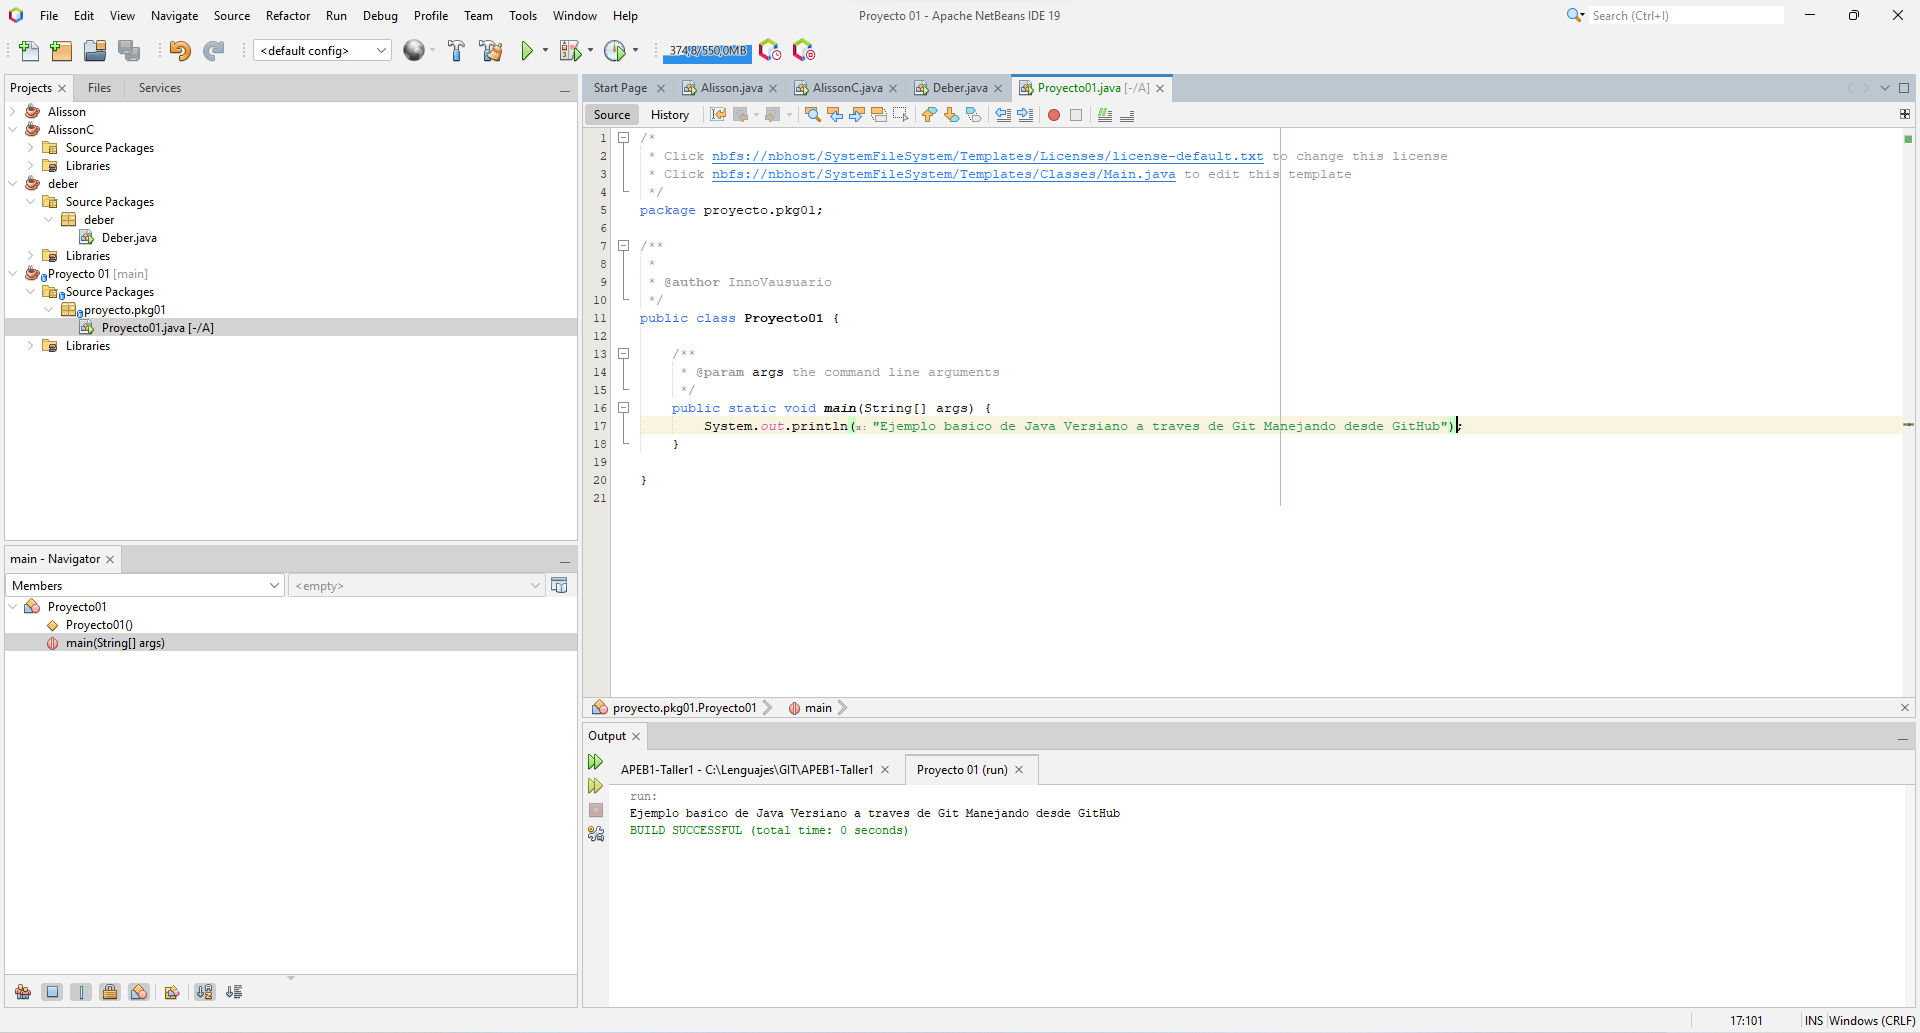 File Edit View Navigate Source Refactor Run Debug Profile Team Tools Window Help
Proyecto 01 - Apache NetBeans IDE 19
Search (Ctrl+I)
<default config>
374,8/550,0MB
Projects Files Services
Alisson
AlissonC
Source Packages
Libraries
deber
Source Packages
deber
Deber.java
Libraries
Proyecto 01 [main]
Source Packages
proyecto.pkg01
Proyecto01.java [-/A]
Libraries
main - Navigator
Members
<empty>
Proyecto01
Proyecto01()
main(String[] args)
Start Page Alisson.java AlissonC.java Deber.java Proyecto01.java [-/A]
Source History
1 /*
2 * Click nbfs://nbhost/SystemFileSystem/Templates/Licenses/license-default.txt to change this license
3 * Click nbfs://nbhost/SystemFileSystem/Templates/Classes/Main.java to edit this template
4 */
5 package proyecto.pkg01;
6
7 /**
8 *
9 * @author InnoVausuario
10 */
11 public class Proyecto01 {
12
13 /**
14 * @param args the command line arguments
15 */
16 public static void main(String[] args) {
17 System.out.println(x: "Ejemplo basico de Java Versiano a traves de Git Manejando desde GitHub");
18 }
19
20 }
21
proyecto.pkg01.Proyecto01 main
Output
APEB1-Taller1 - C:\Lenguajes\GIT\APEB1-Taller1 Proyecto 01 (run)
run:
Ejemplo basico de Java Versiano a traves de Git Manejando desde GitHub
BUILD SUCCESSFUL (total time: 0 seconds)
17:101 INS Windows (CRLF)